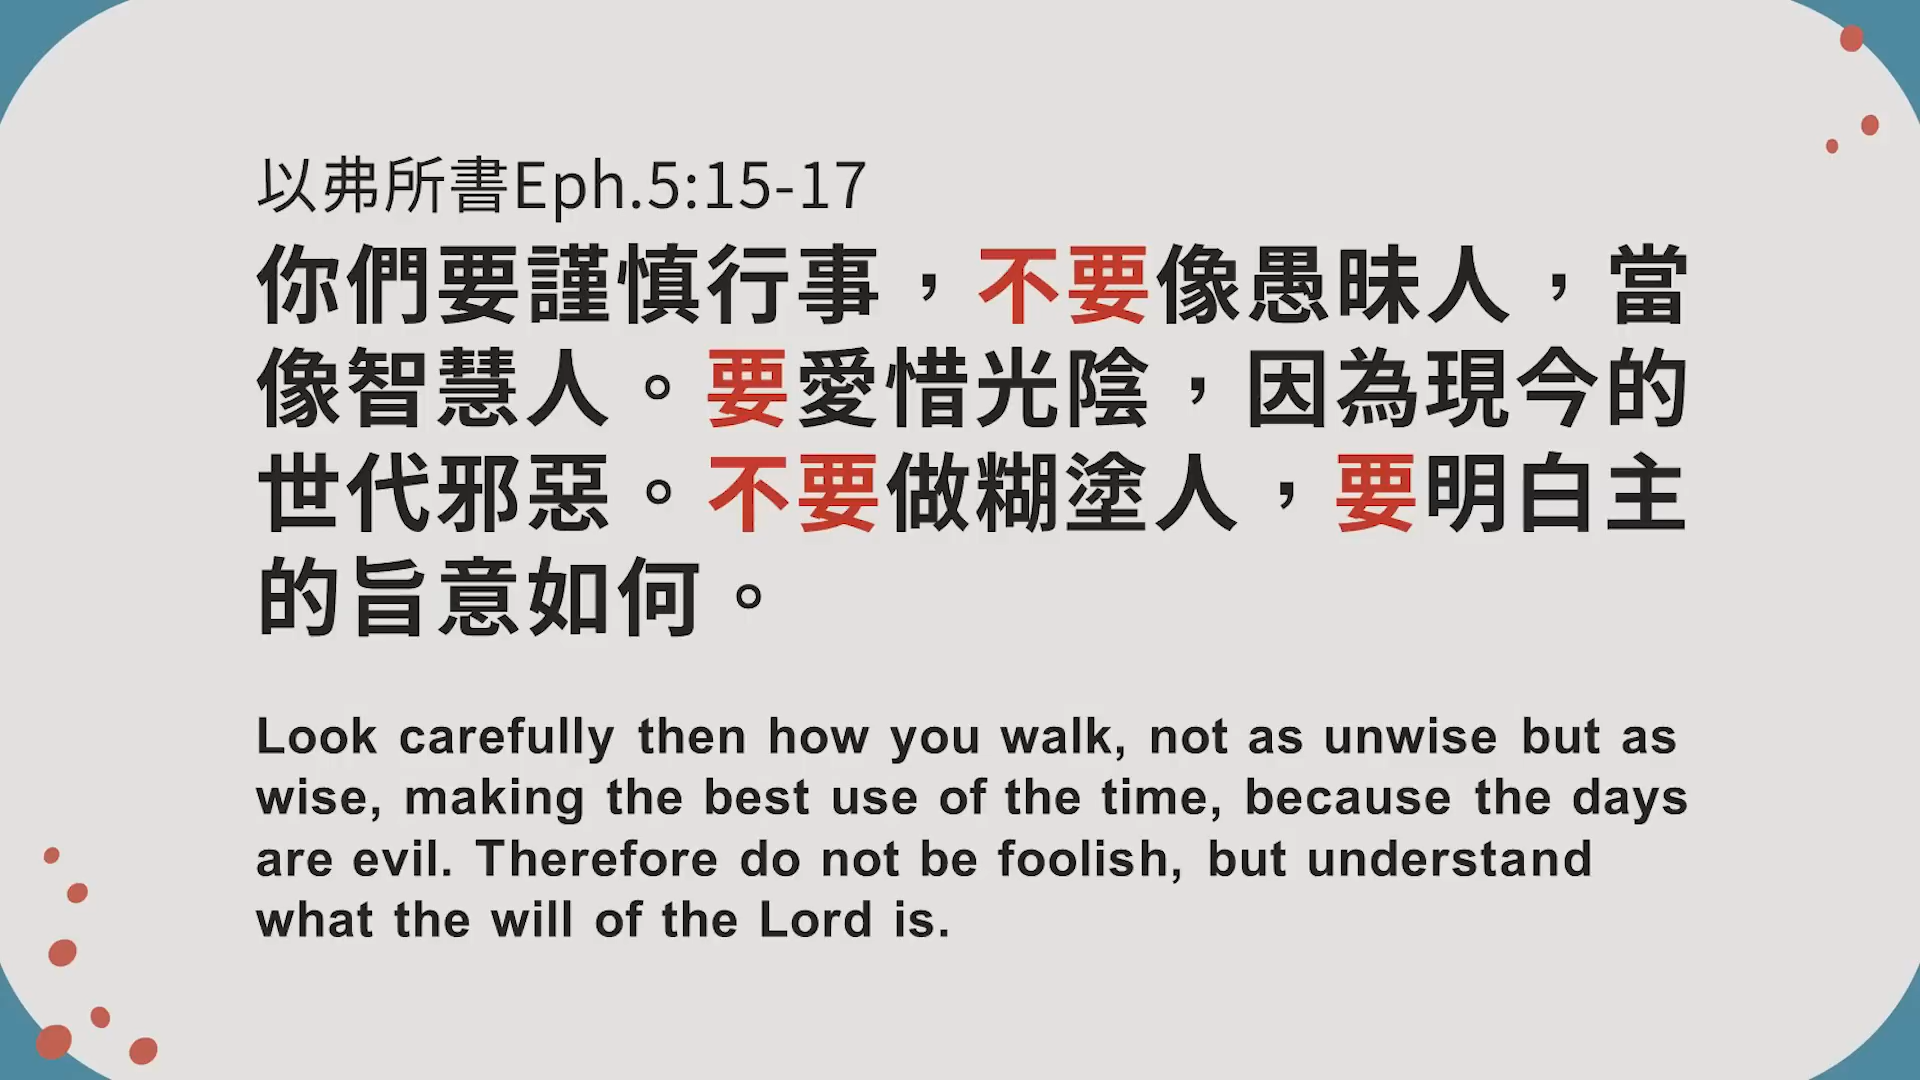 以弗所書Eph.5:15-17
你們要謹慎行事，不要像愚昧人，當
像智慧人。要愛惜光陰，因為現今的
世代邪惡。不要做糊塗人，要明白主
的旨意如何。
Look carefully then how you walk, not as unwise but as
wise, making the best use of the time, because the days
are evil. Therefore do not be foolish, but understand
what the will of the Lord is.